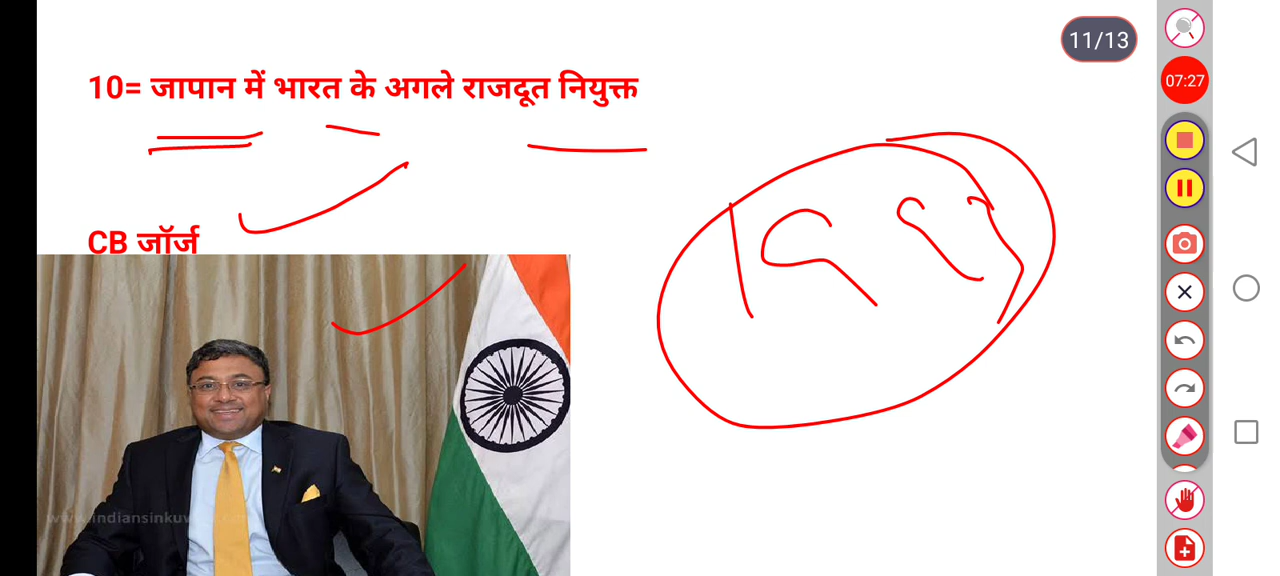 11/13
10= जापान में भारत के अगले राजदूत नियुक्त
07:27
CB जॉर्ज